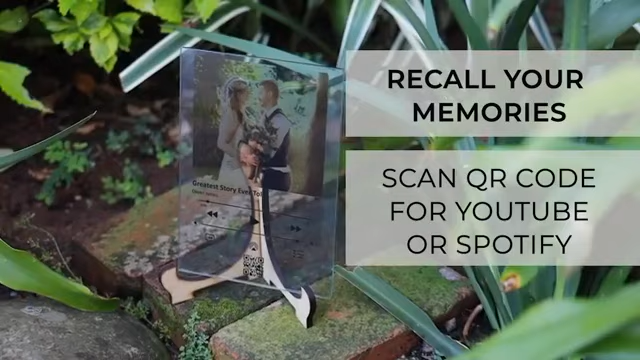 RECALL YOUR
MEMORIES
SCAN QR CODE
FOR YOUTUBE
OR SPOTIFY
Greatest Story Ever Told